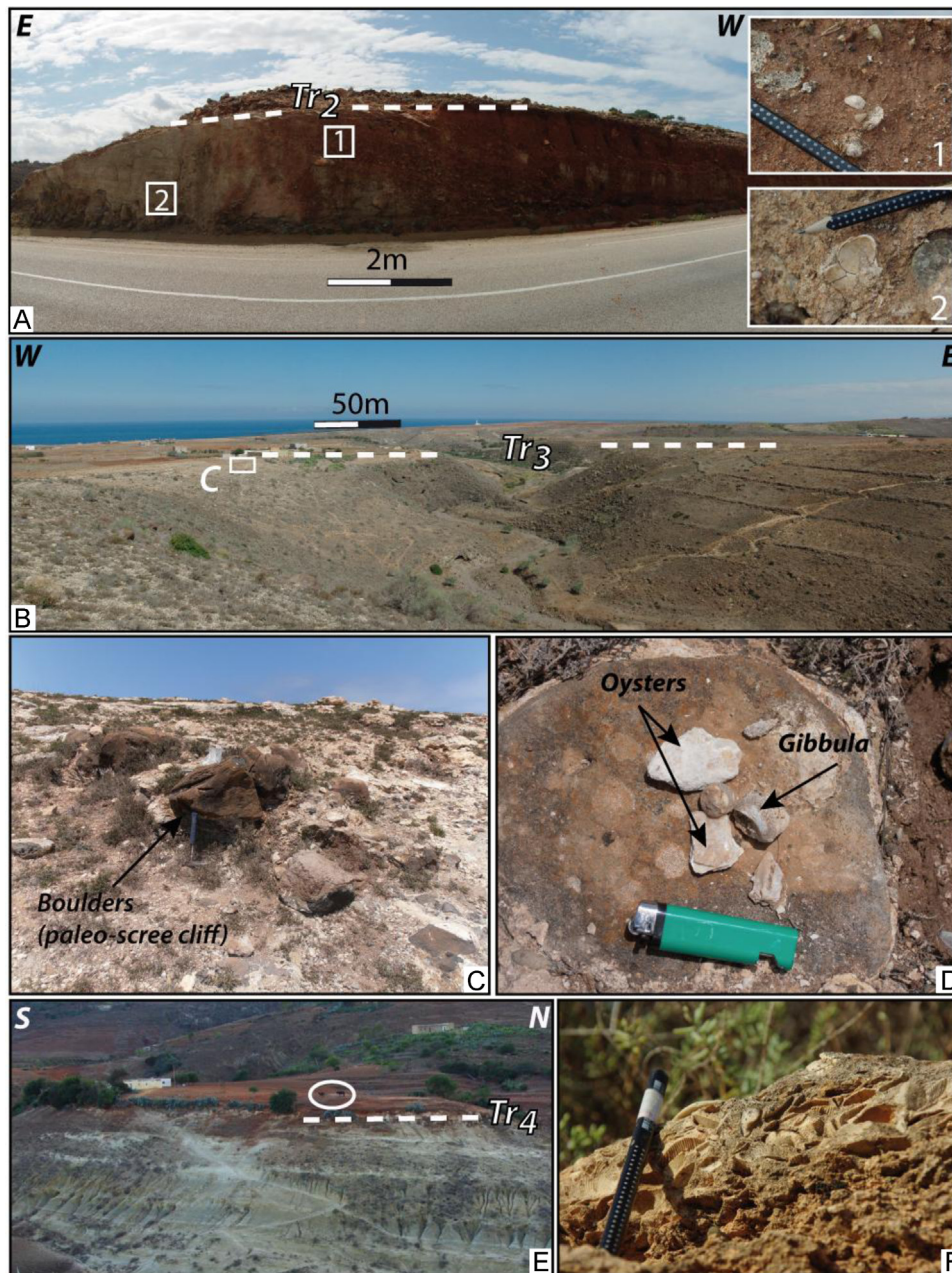 E
W
Tr2
1
2
2m
1
2
A
W
E
50m
Tr3
C
B
Oysters
Gibbula
Boulders
(paleo-scree cliff)
C
D
S
N
Tr4
E
F